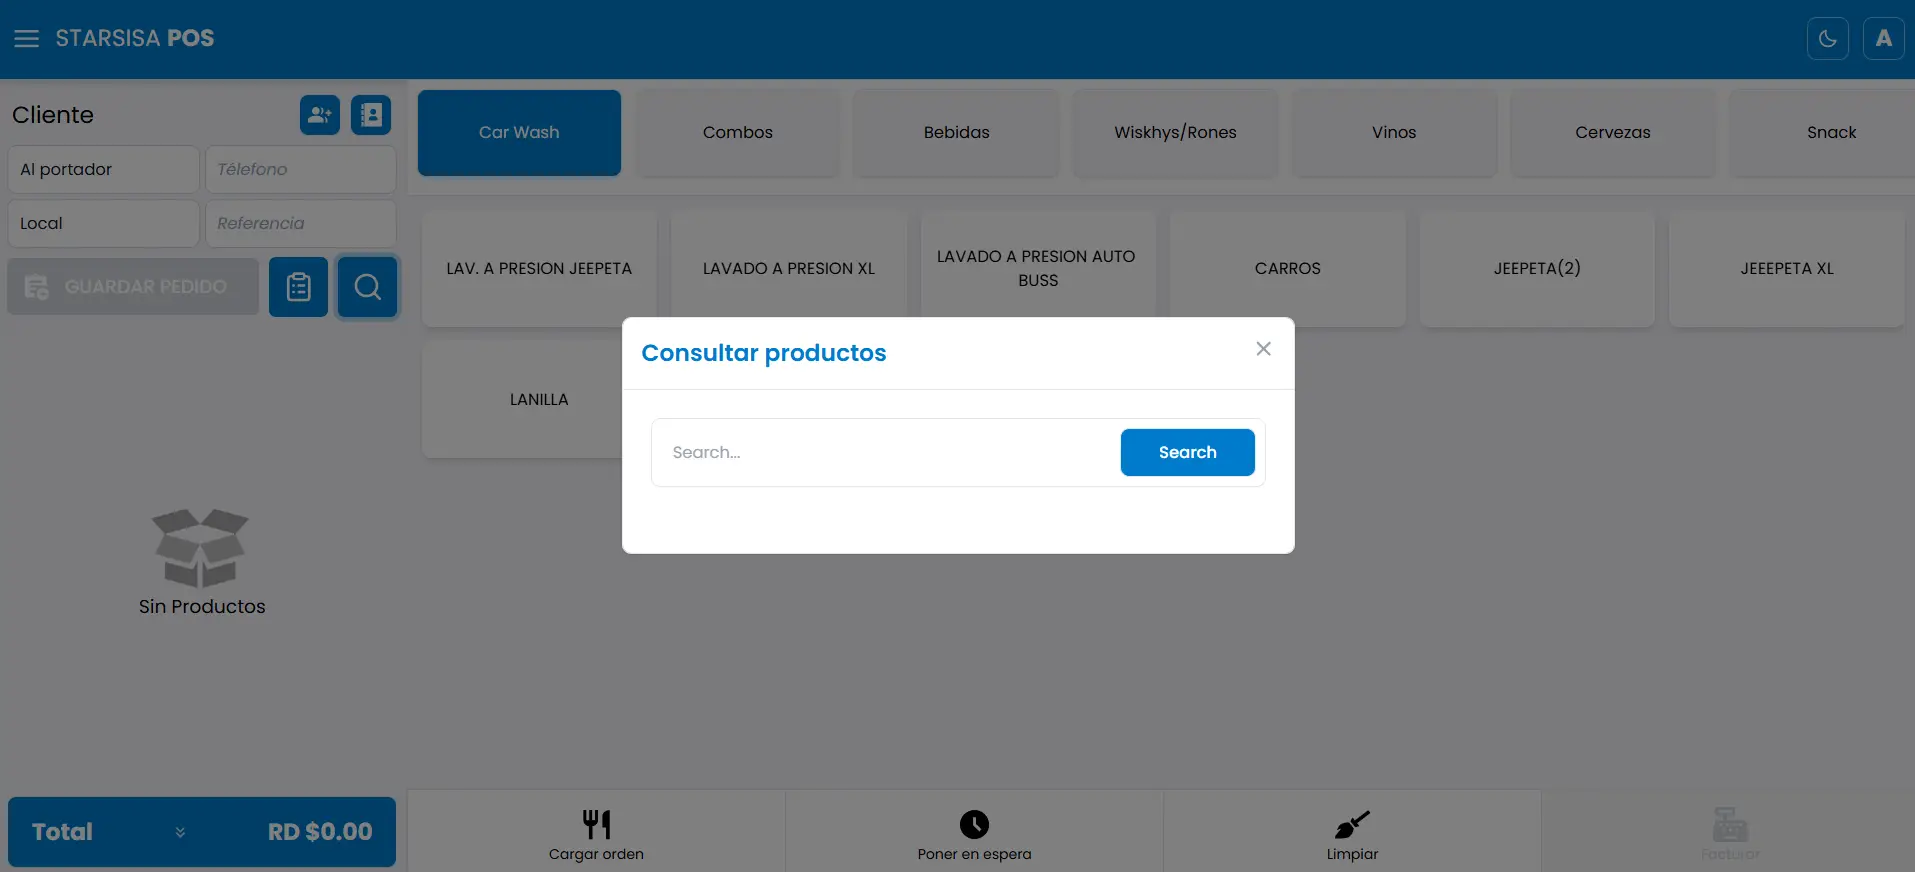 STARSISA POS
A
Cliente
Al portador
Télefono
Local
Referencia
GUARDAR PEDIDO
Sin Productos
Total
RD $0.00
Car Wash
Combos
Bebidas
Wiskhys/Rones
Vinos
Cervezas
Snack
LAV. A PRESION JEEPETA
LAVADO A PRESION XL
LAVADO A PRESION AUTO
BUSS
CARROS
JEEPETA(2)
JEEEPETA XL
LANILLA
Consultar productos
Search...
Search
Cargar orden
Poner en espera
Limpiar
Facturar